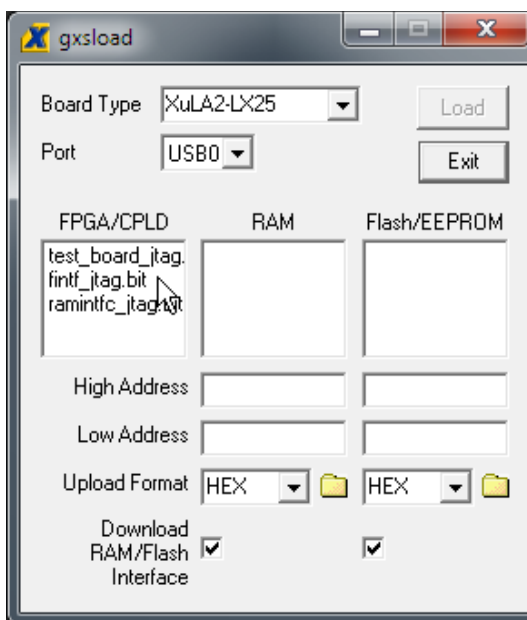 gxsload
Board Type XuLA2-LX25 Load
Port USB0 Exit
FPGA/CPLD RAM Flash/EEPROM
test_board_jtag.
fintf_jtag.bit
ramintfc_jtag.bit
High Address
Low Address
Upload Format HEX HEX
Download
RAM/Flash
Interface